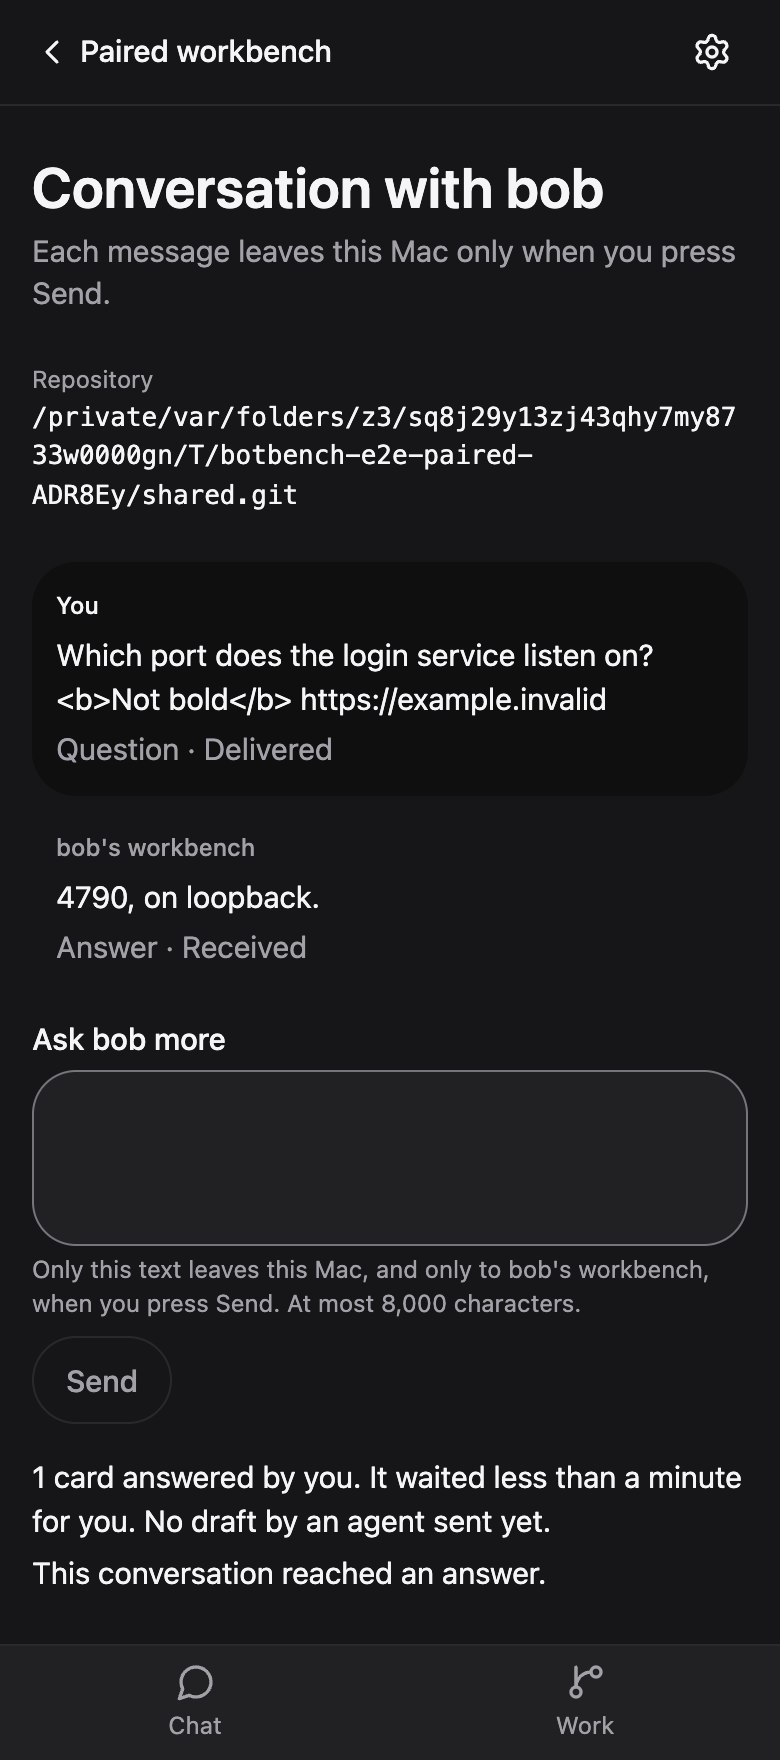 Paired workbench
Conversation with bob
Each message leaves this Mac only when you press
Send.
Repository
/private/var/folders/z3/sq8j29y13zj43qhy7my87
33w0000gn/T/botbench-e2e-paired-
ADR8Ey/shared.git
You
Which port does the login service listen on?
<b>Not bold</b> https://example.invalid
Question · Delivered
bob's workbench
4790, on loopback.
Answer · Received
Ask bob more
Only this text leaves this Mac, and only to bob's workbench,
when you press Send. At most 8,000 characters.
Send
1 card answered by you. It waited less than a minute
for you. No draft by an agent sent yet.
This conversation reached an answer.
Chat
Work